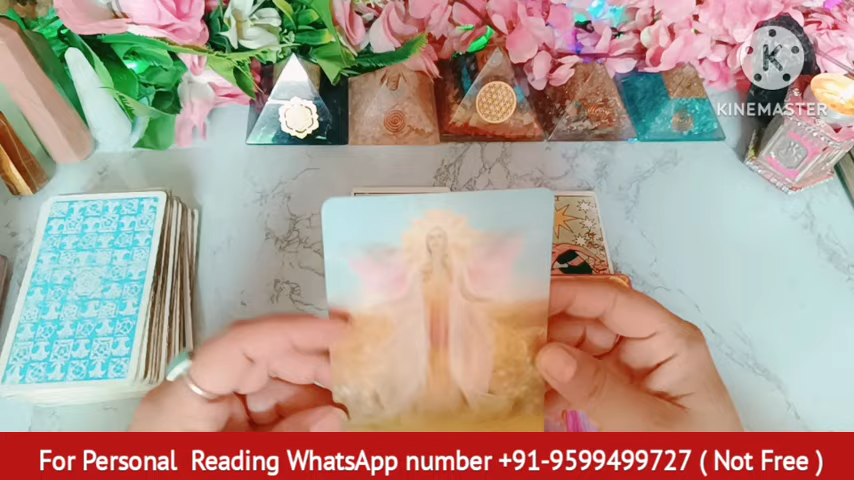 K
KINEMASTER
For Personal Reading WhatsApp number +91-9599499727 ( Not Free )